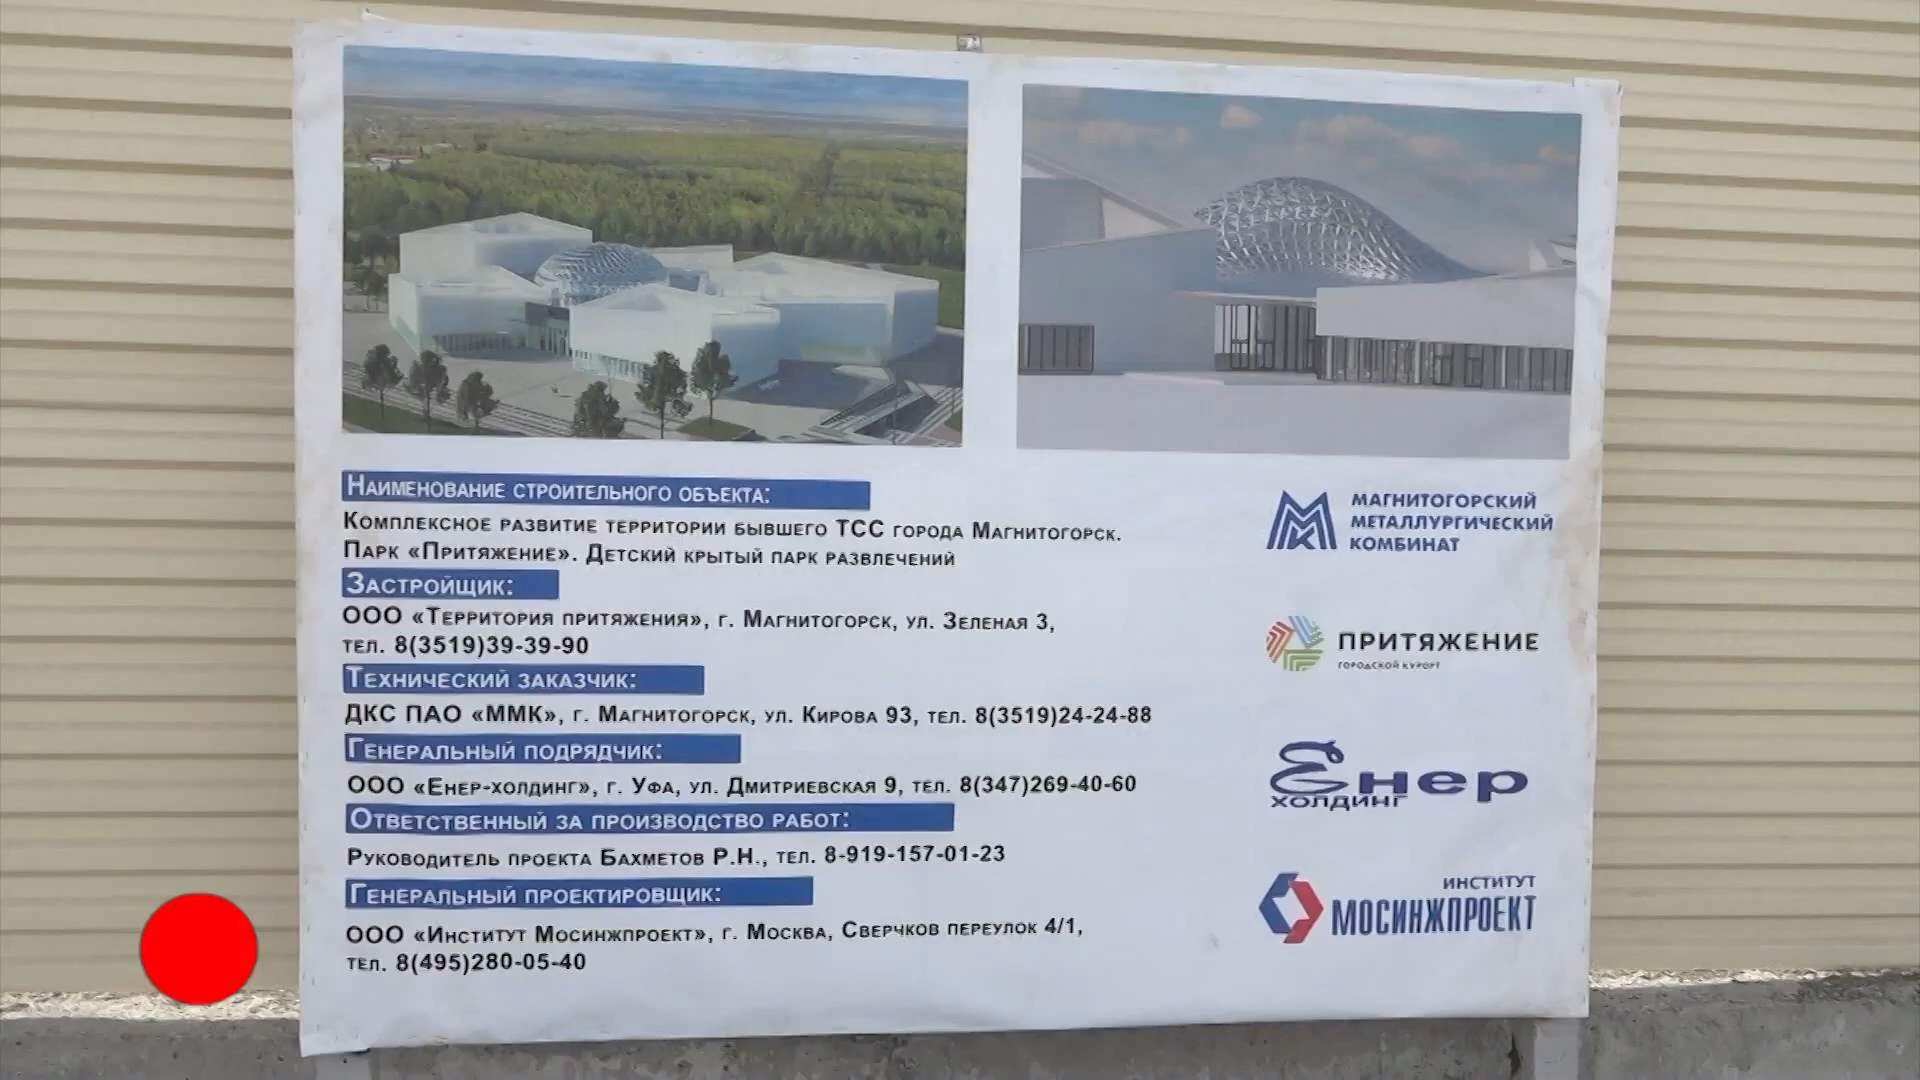 Наименование строительного объекта:
Комплексное развитие территории бывшего ТСС города Магнитогорск.
Парк «Притяжение». Детский крытый парк развлечений
Застройщик:
ООО «Территория притяжения», г. Магнитогорск, ул. Зеленая 3,
тел. 8(3519)39-39-90
Технический заказчик:
ДКС ПАО «ММК», г. Магнитогорск, ул. Кирова 93, тел. 8(3519)24-24-88
Генеральный подрядчик:
ООО «Енер-холдинг», г. Уфа, ул. Дмитриевская 9, тел. 8(347)269-40-60
Ответственный за производство работ:
Руководитель проекта Бахметов Р.Н., тел. 8-919-157-01-23
Генеральный проектировщик:
ООО «Институт Мосинжпроект», г. Москва, Сверчков переулок 4/1,
тел. 8(495)280-05-40
ММК
МАГНИТОГОРСКИЙ
МЕТАЛЛУРГИЧЕСКИЙ
КОМБИНАТ
ПРИТЯЖЕНИЕ
ГОРОДСКОЙ КУРОРТ
Енер
ХОЛДИНГ
ИНСТИТУТ
МОСИНЖПРОЕКТ